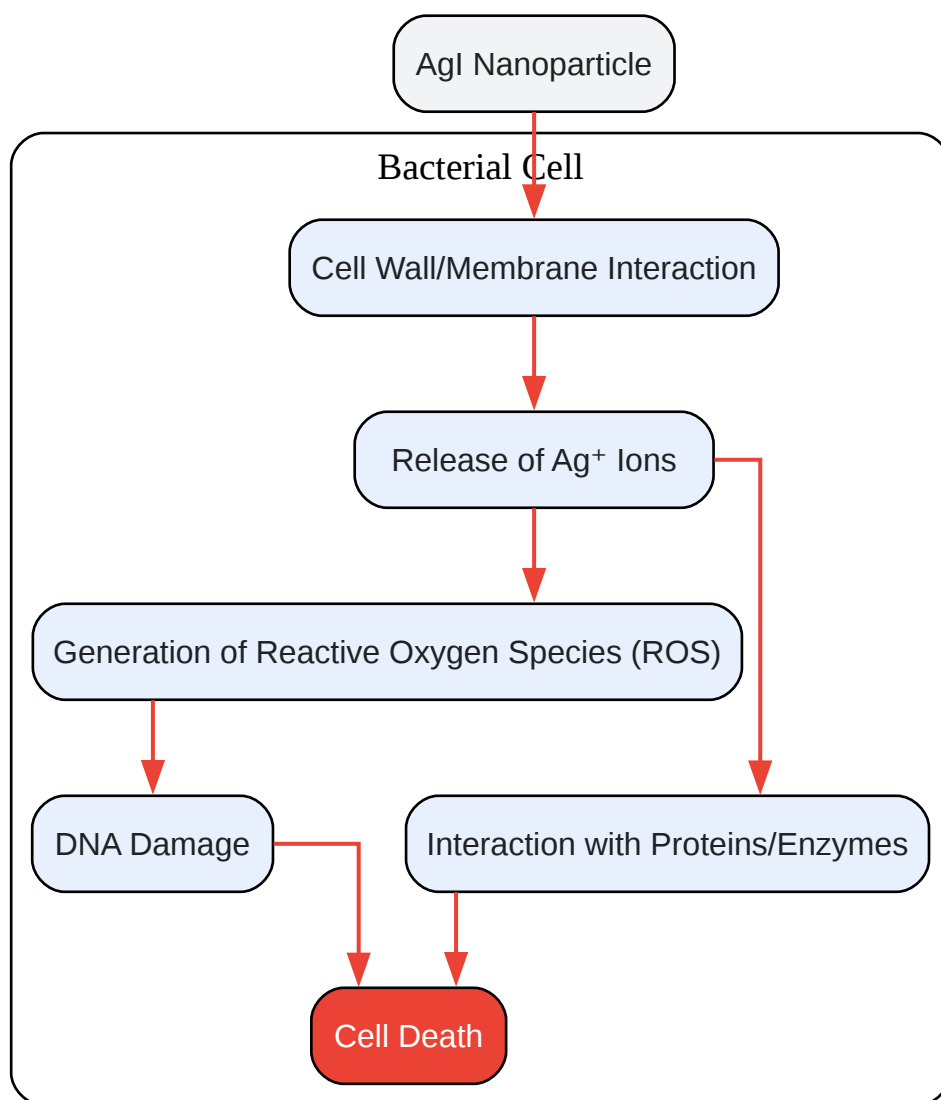 AgI Nanoparticle
Bacterial Cell
Cell Wall/Membrane Interaction
Release of Ag⁺ Ions
Generation of Reactive Oxygen Species (ROS)
DNA Damage
Interaction with Proteins/Enzymes
Cell Death